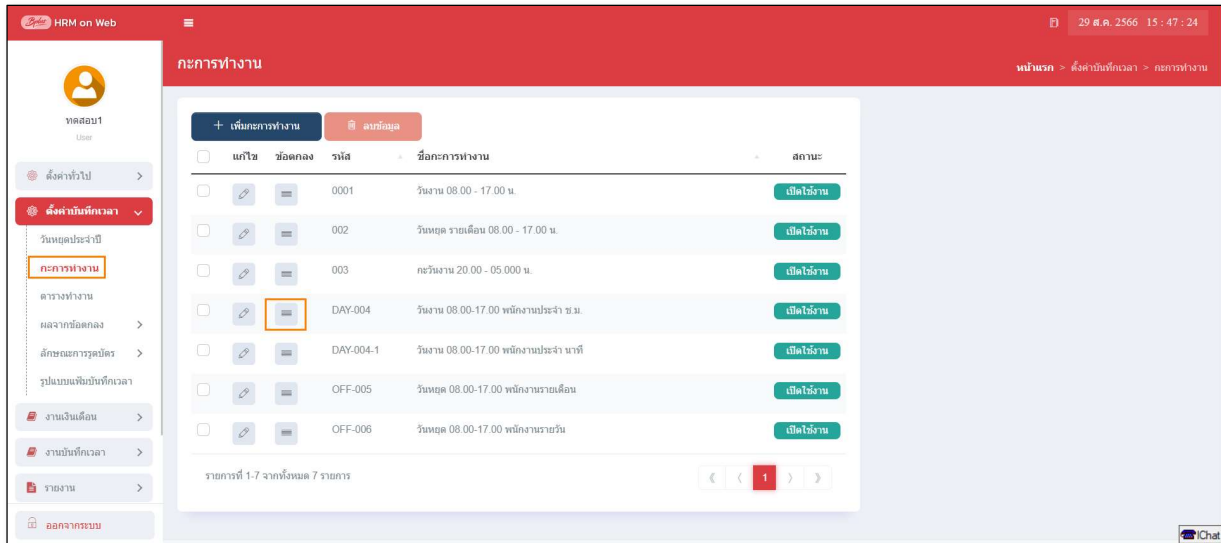 Bplus HRM on Web
29 ส.ค. 2566 15 : 47 : 24
กะการทำงาน
หน้าแรก > ตั้งค่าบันทึกเวลา > กะการทำงาน
ทดสอบ1
User
ตั้งค่าทั่วไป
ตั้งค่าบันทึกเวลา
วันหยุดประจำปี
กะการทำงาน
ตารางทำงาน
ผลจากข้อตกลง
ลักษณะการรูดบัตร
รูปแบบแฟ้มบันทึกเวลา
งานเงินเดือน
งานบันทึกเวลา
รายงาน
ออกจากระบบ
+ เพิ่มกะการทำงาน ลบข้อมูล
แก้ไข ข้อตกลง รหัส ชื่อกะการทำงาน สถานะ
0001 วันงาน 08.00 - 17.00 น. เปิดใช้งาน
002 วันหยุด รายเดือน 08.00 - 17.00 น. เปิดใช้งาน
003 กะวันงาน 20.00 - 05.000 น. เปิดใช้งาน
DAY-004 วันงาน 08.00-17.00 พนักงานประจำ ช.ม. เปิดใช้งาน
DAY-004-1 วันงาน 08.00-17.00 พนักงานประจำ นาที เปิดใช้งาน
OFF-005 วันหยุด 08.00-17.00 พนักงานรายเดือน เปิดใช้งาน
OFF-006 วันหยุด 08.00-17.00 พนักงานรายวัน เปิดใช้งาน
รายการที่ 1-7 จากทั้งหมด 7 รายการ
1
IChat